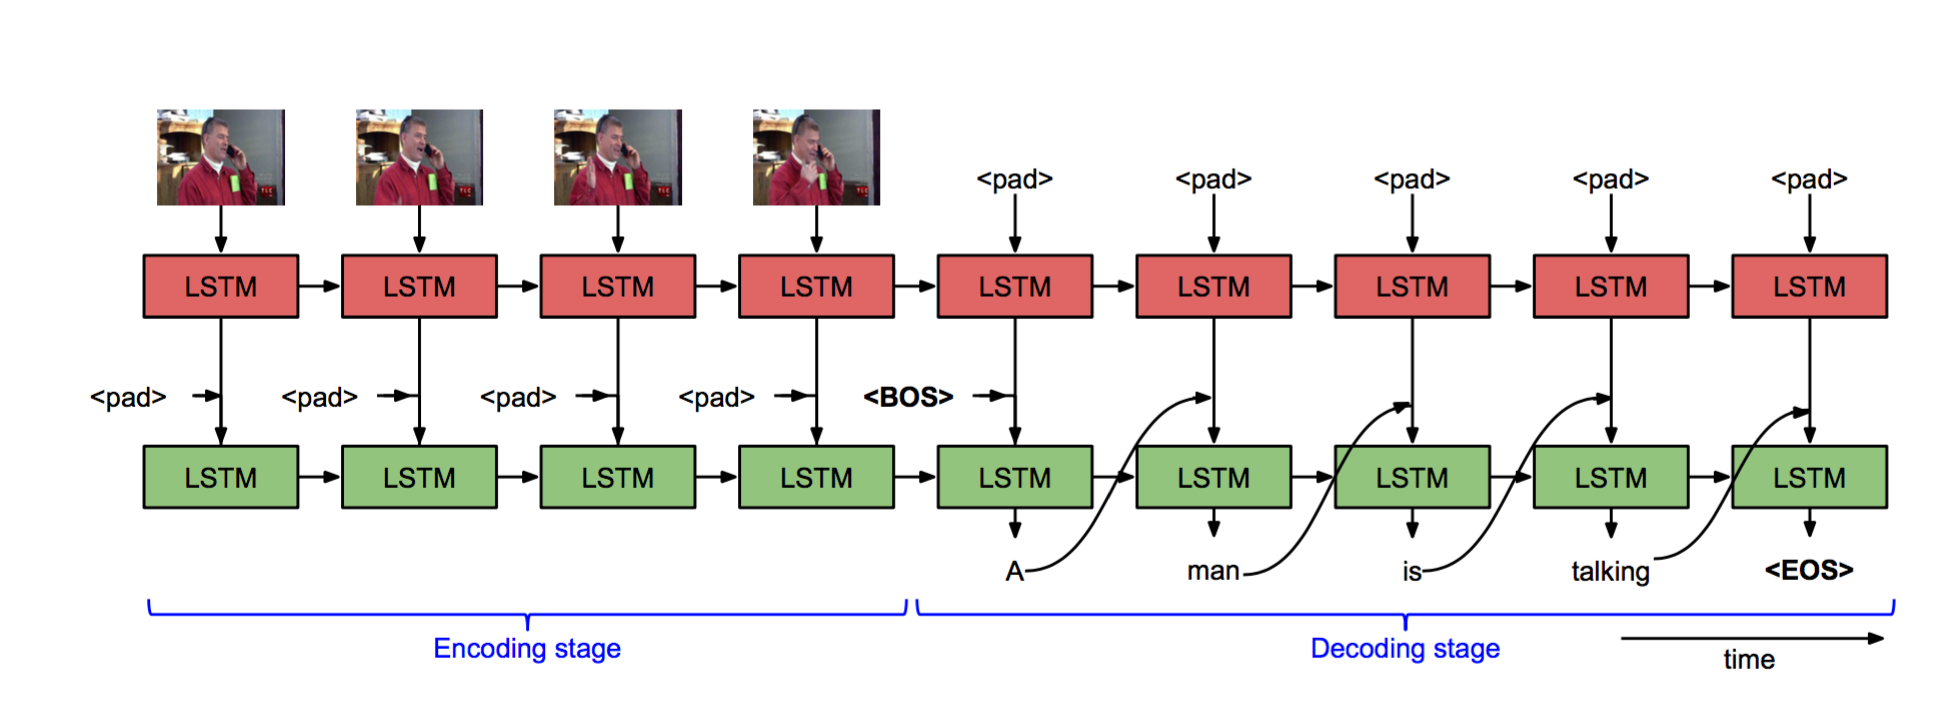 <pad> <pad> <pad> <pad> <pad>
LSTM LSTM LSTM LSTM LSTM LSTM LSTM LSTM LSTM
<pad> <pad> <pad> <pad> <BOS>
LSTM LSTM LSTM LSTM LSTM LSTM LSTM LSTM LSTM
A man is talking <EOS>
Encoding stage Decoding stage
time